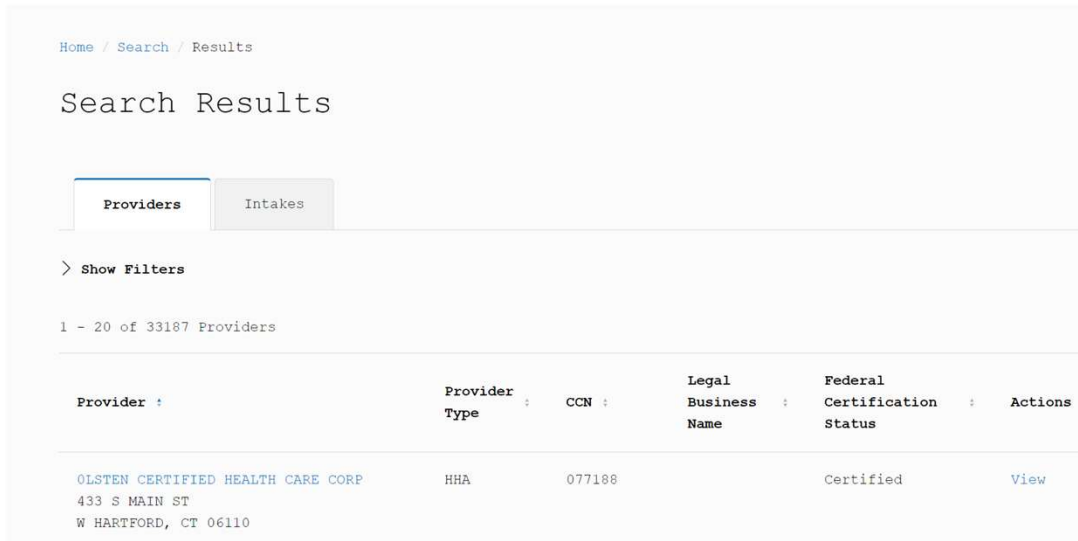 Home / Search / Results
Search Results
Providers Intakes
Show Filters
1 - 20 of 33187 Providers
Provider Provider Type CCN Legal Business Name Federal Certification Status Actions
0LSTEN CERTIFIED HEALTH CARE CORP HHA 077188 Certified View
433 S MAIN ST
W HARTFORD, CT 06110